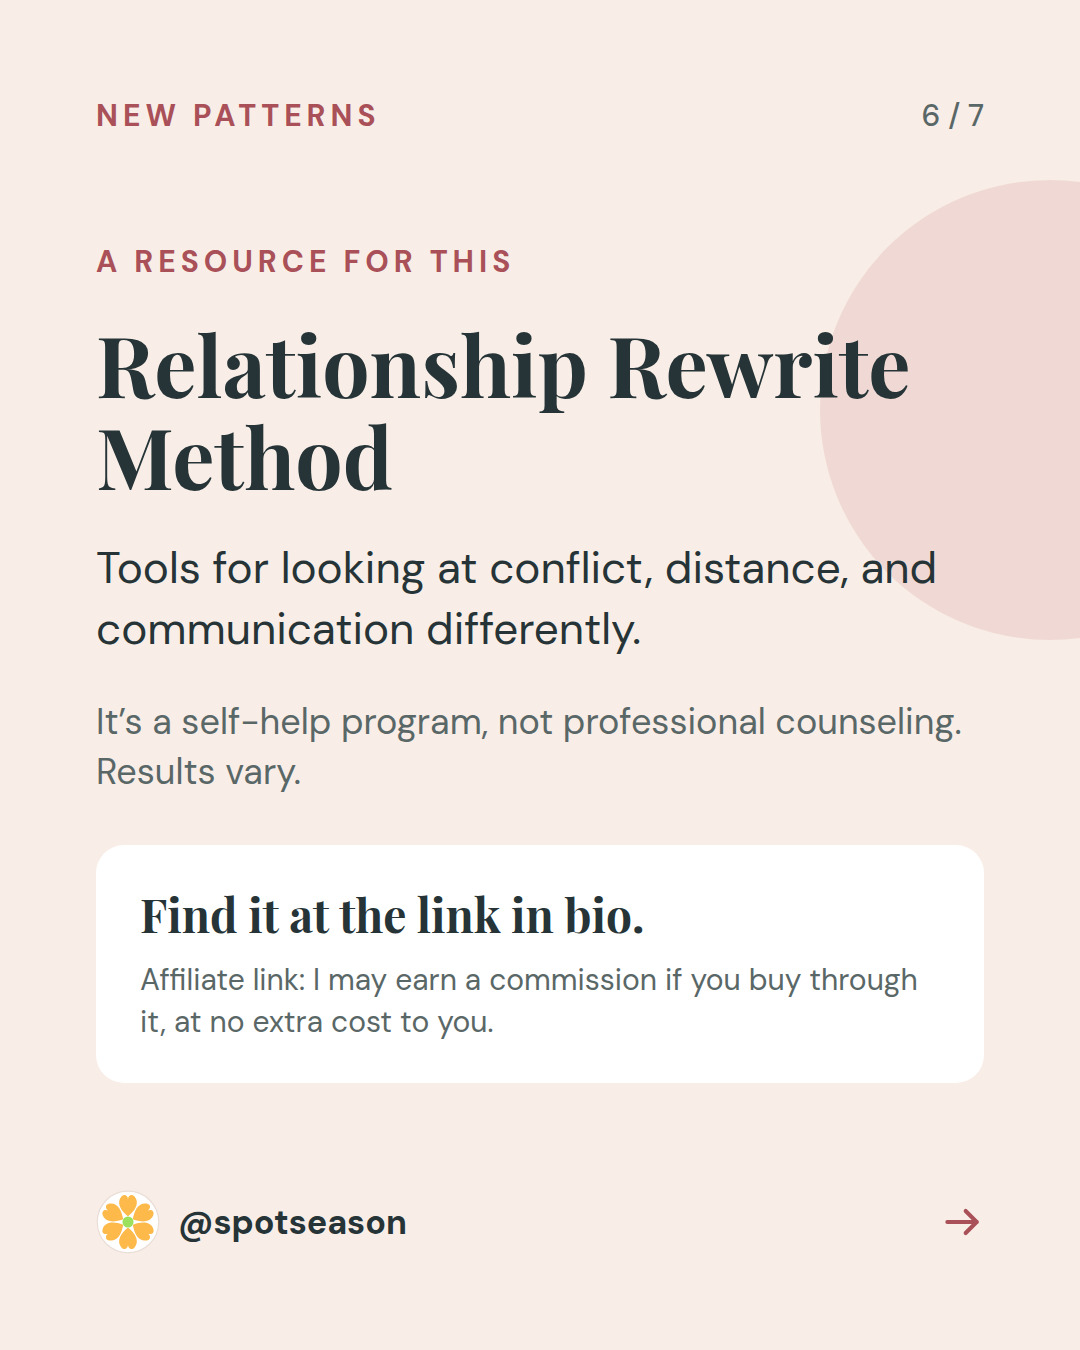 NEW PATTERNS
6 / 7
A RESOURCE FOR THIS
Relationship Rewrite
Method
Tools for looking at conflict, distance, and
communication differently.
It’s a self-help program, not professional counseling.
Results vary.
Find it at the link in bio.
Affiliate link: I may earn a commission if you buy through
it, at no extra cost to you.
@spotseason